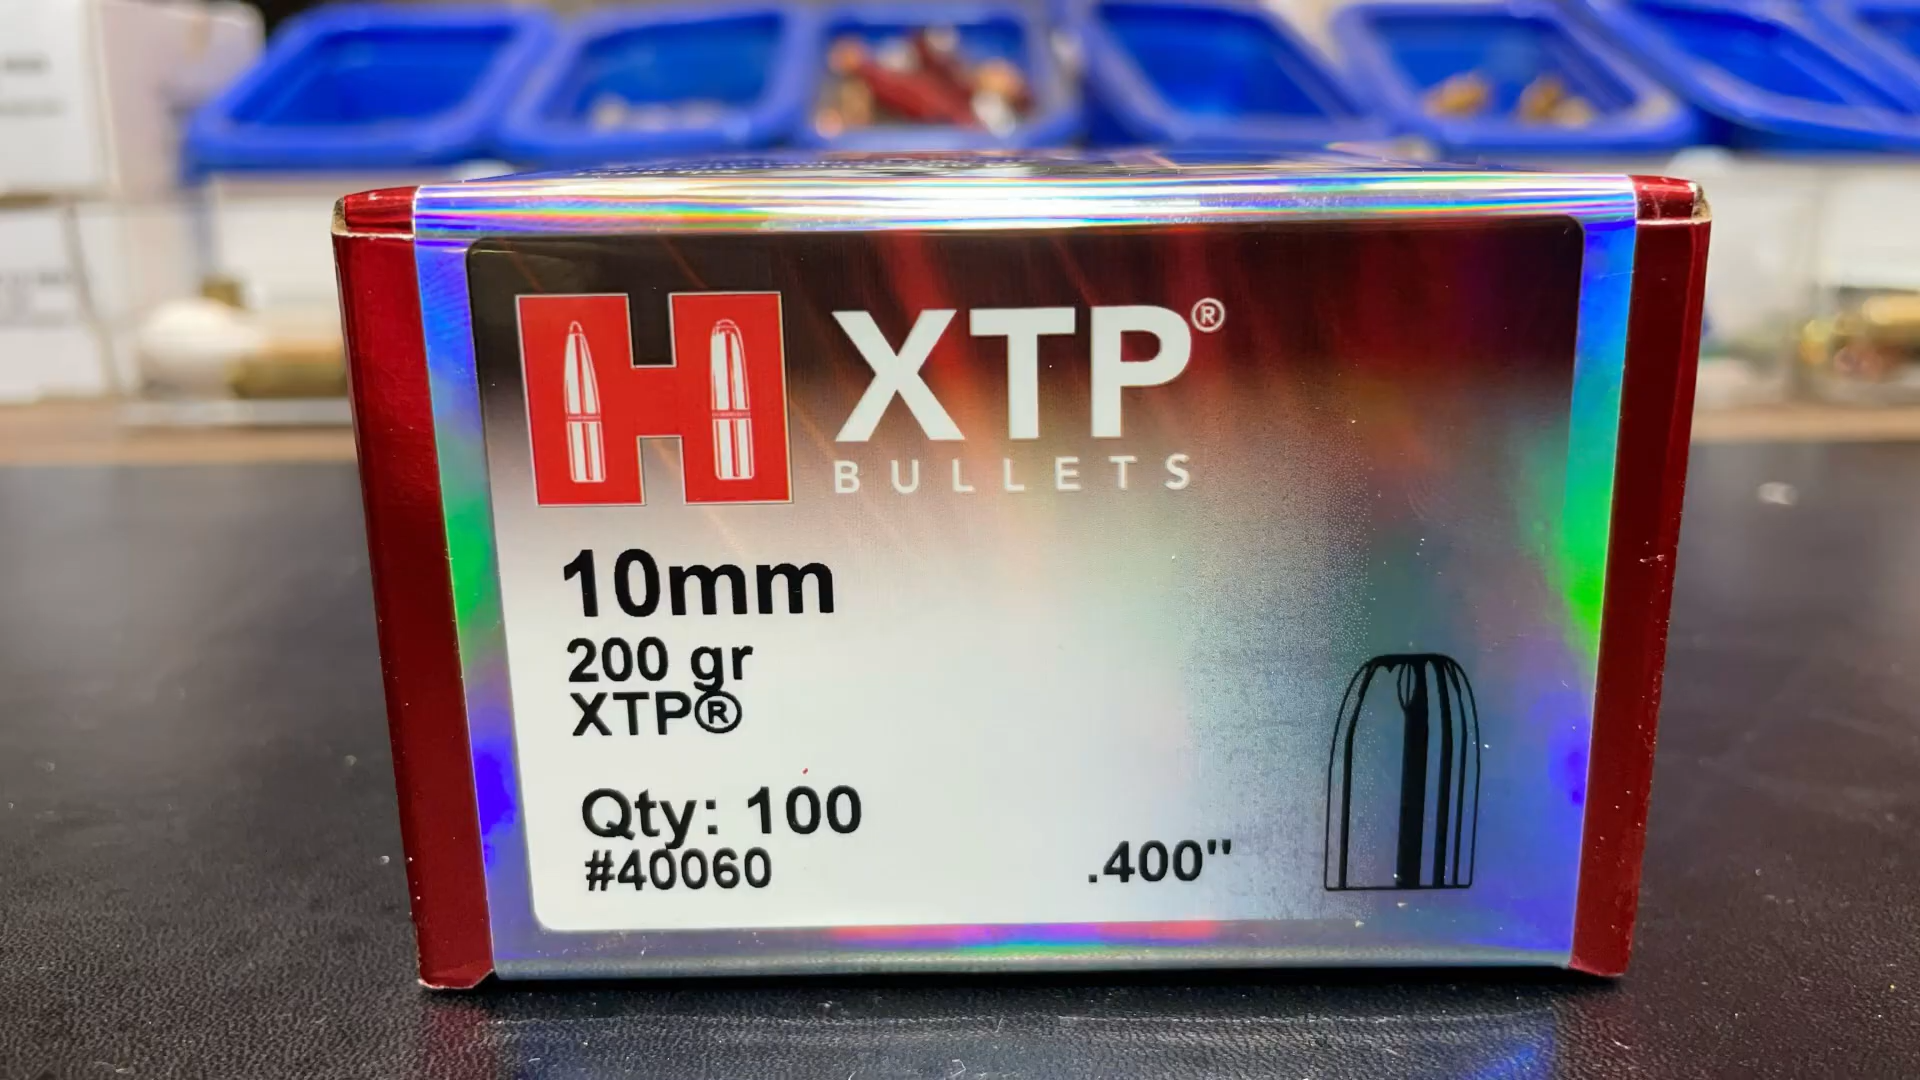 H XTP®
BULLETS
10mm
200 gr
XTP®
Qty: 100
#40060
.400"